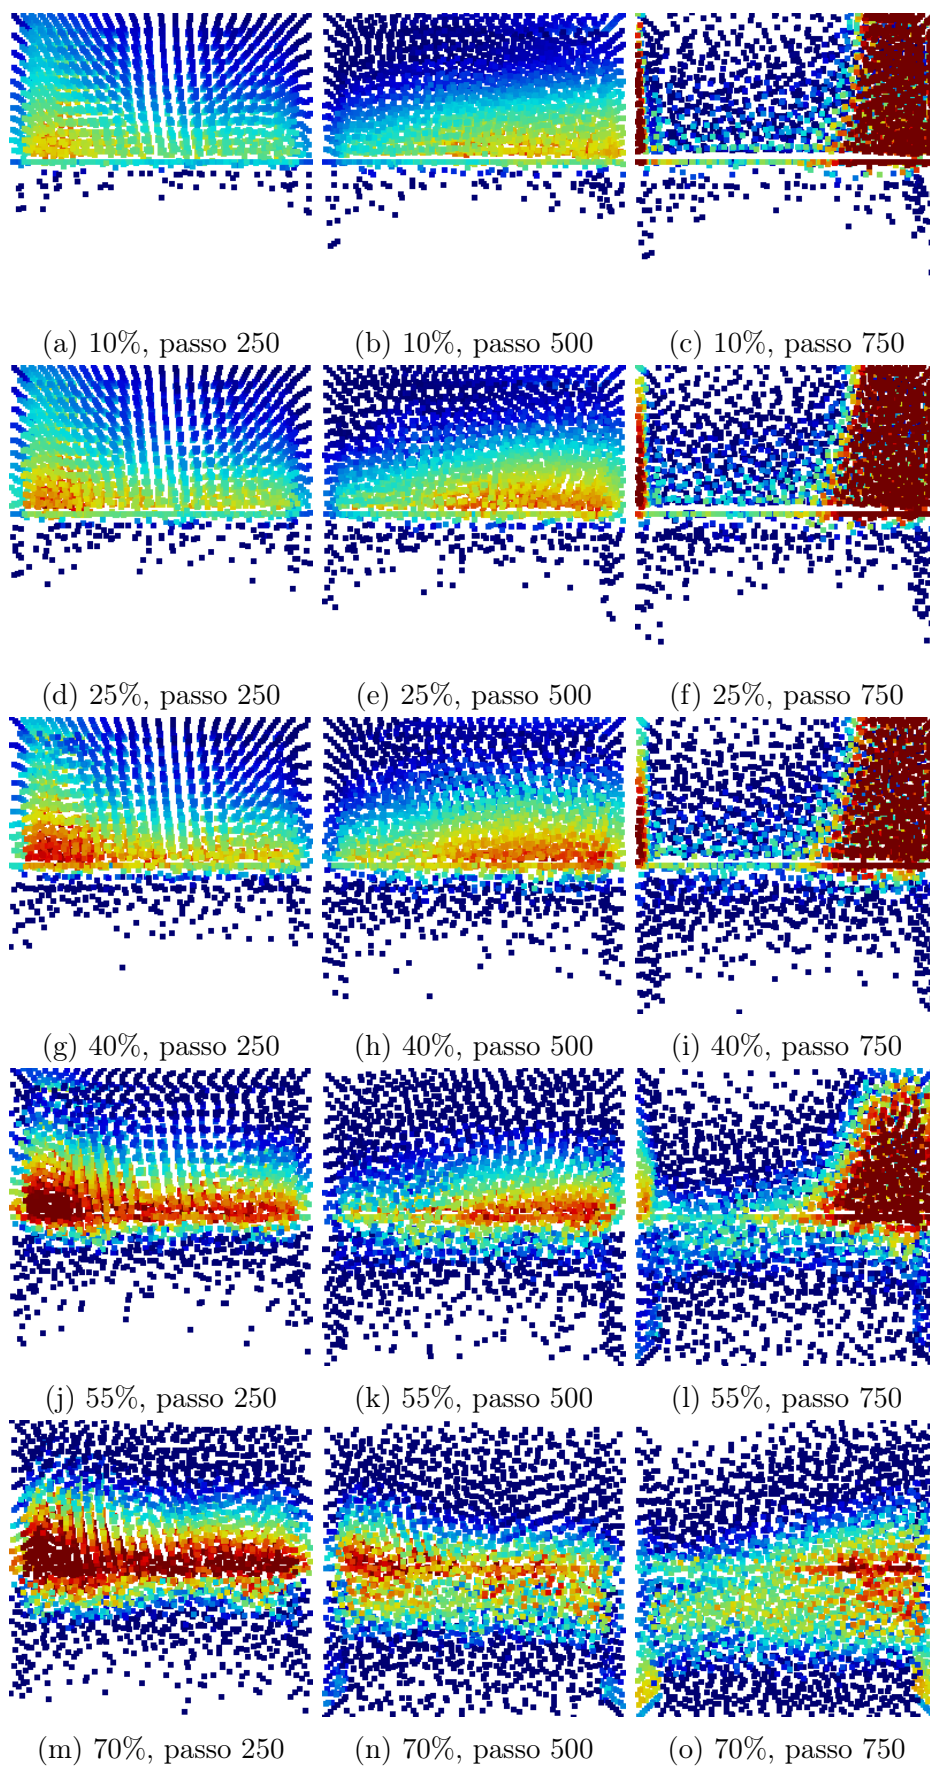 (a) 10%, passo 250 (b) 10%, passo 500 (c) 10%, passo 750
(d) 25%, passo 250 (e) 25%, passo 500 (f) 25%, passo 750
(g) 40%, passo 250 (h) 40%, passo 500 (i) 40%, passo 750
(j) 55%, passo 250 (k) 55%, passo 500 (l) 55%, passo 750
(m) 70%, passo 250 (n) 70%, passo 500 (o) 70%, passo 750